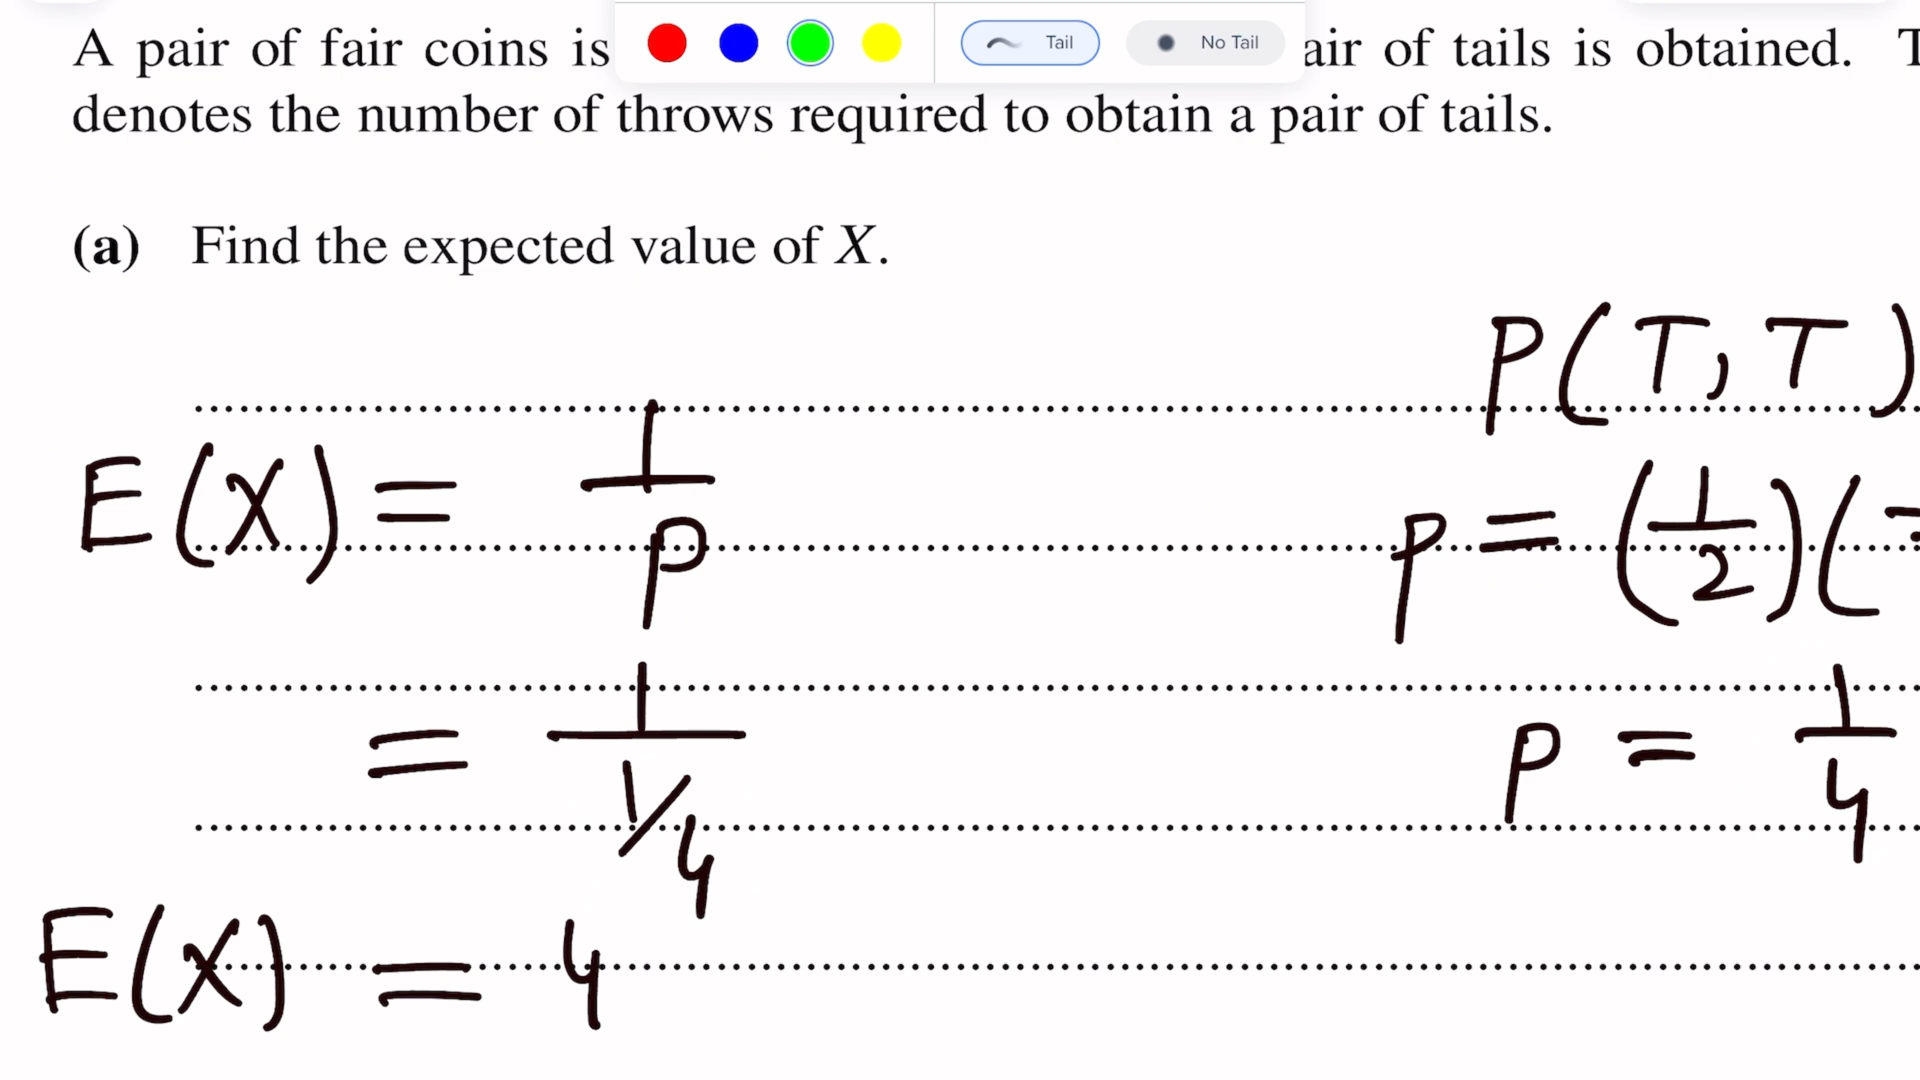 A pair of fair coins is Tail No Tail air of tails is obtained.
denotes the number of throws required to obtain a pair of tails.
(a) Find the expected value of X.
P(T, T)
E(X) = 1/p
p = (1/2)(
= 1/1/4
p = 1/4
E(X) = 4